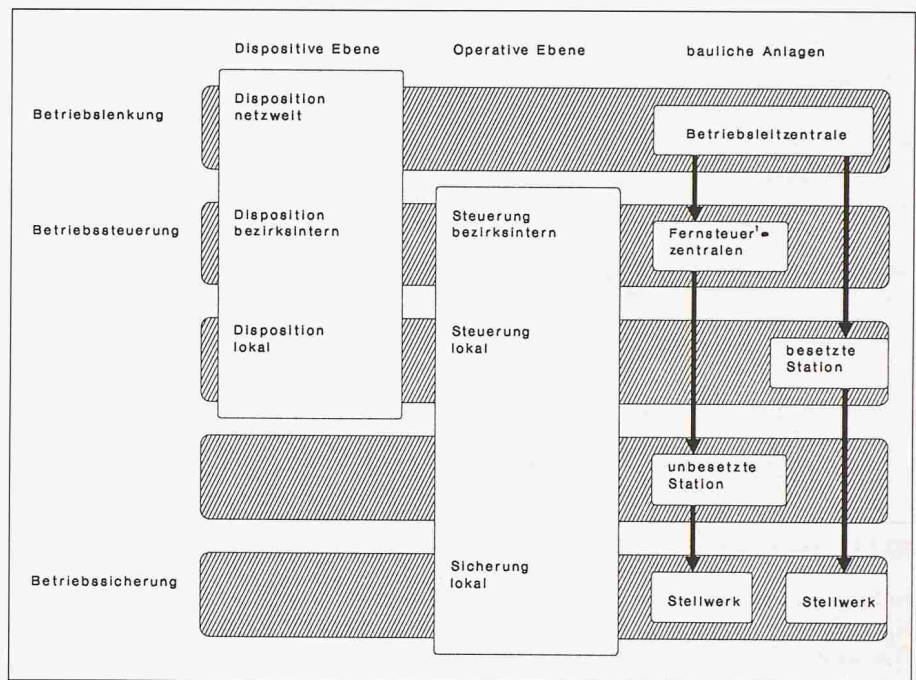 Dispositive Ebene
Operative Ebene
bauliche Anlagen
Betriebslenkung
Disposition
netzweit
Betriebsleitzentrale
Betriebssteuerung
Disposition
bezirksintern
Steuerung
bezirksintern
Fernsteuer¹-
zentralen
Disposition
lokal
Steuerung
lokal
besetzte
Station
unbesetzte
Station
Betriebssicherung
Sicherung
lokal
Stellwerk
Stellwerk